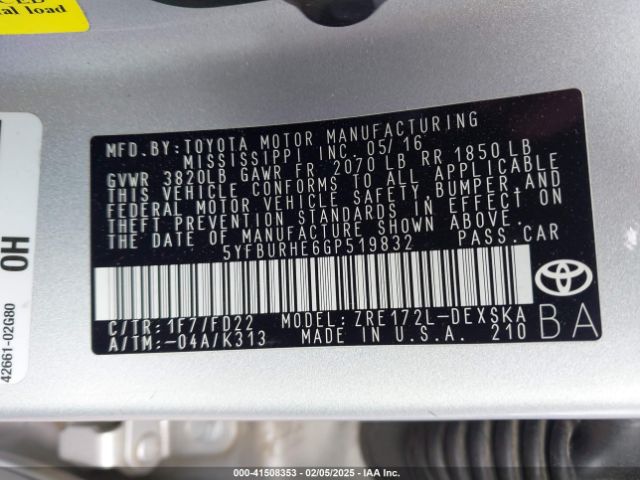 al load
MFD.BY:TOYOTA MOTOR MANUFACTURING
MISSISSIPPI INC. 05/16
GVWR 3820LB GAWR FR 2070 LB RR 1850 LB
THIS VEHICLE CONFORMS TO ALL APPLICABLE
FEDERAL MOTOR VEHICLE SAFETY, BUMPER,AND
THEFT PREVENTION STANDARDS IN EFFECT ON
THE DATE OF MANUFACTURE SHOWN ABOVE.
5YFBURHE6GP519832 PASS.CAR
C/TR: 1F7/FD22 MODEL: ZRE172L-DEXSKA
A/TM:-04A/K313 MADE IN U.S.A. 210
BA
0H
42661-02G80
000-41508353 - 02/05/2025 - IAA Inc.